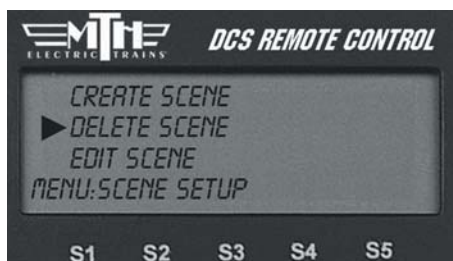 MTH
ELECTRIC TRAINS
DCS REMOTE CONTROL
CREATE SCENE
DELETE SCENE
EDIT SCENE
MENU:SCENE SETUP
S1 S2 S3 S4 S5